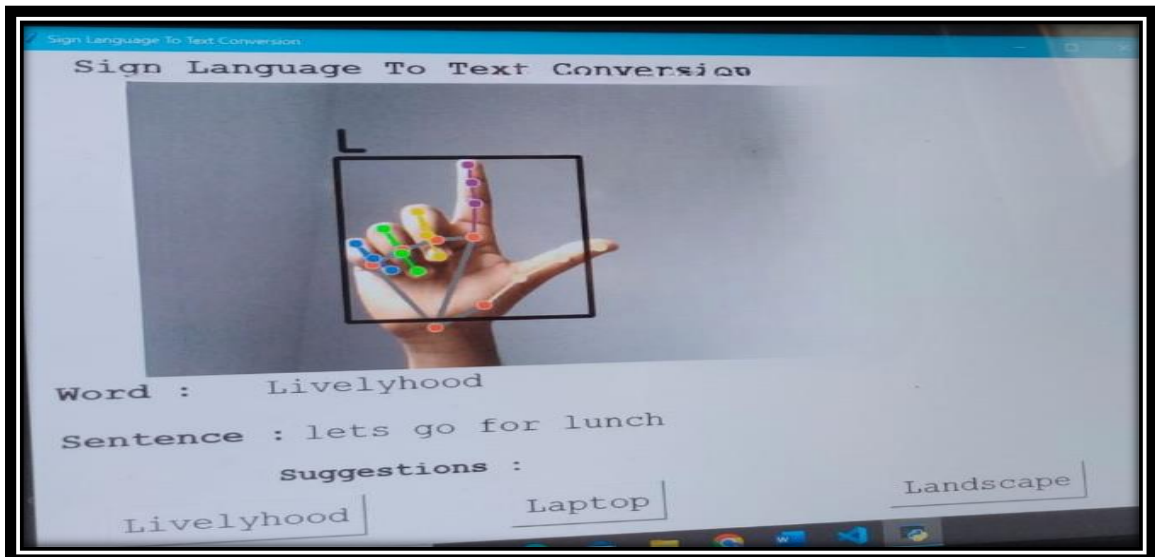 Sign Language To Text Conversion
Sign Language To Text Conversion
L
Word : Livelyhood
Sentence : lets go for lunch
Suggestions :
Livelyhood Laptop Landscape
W